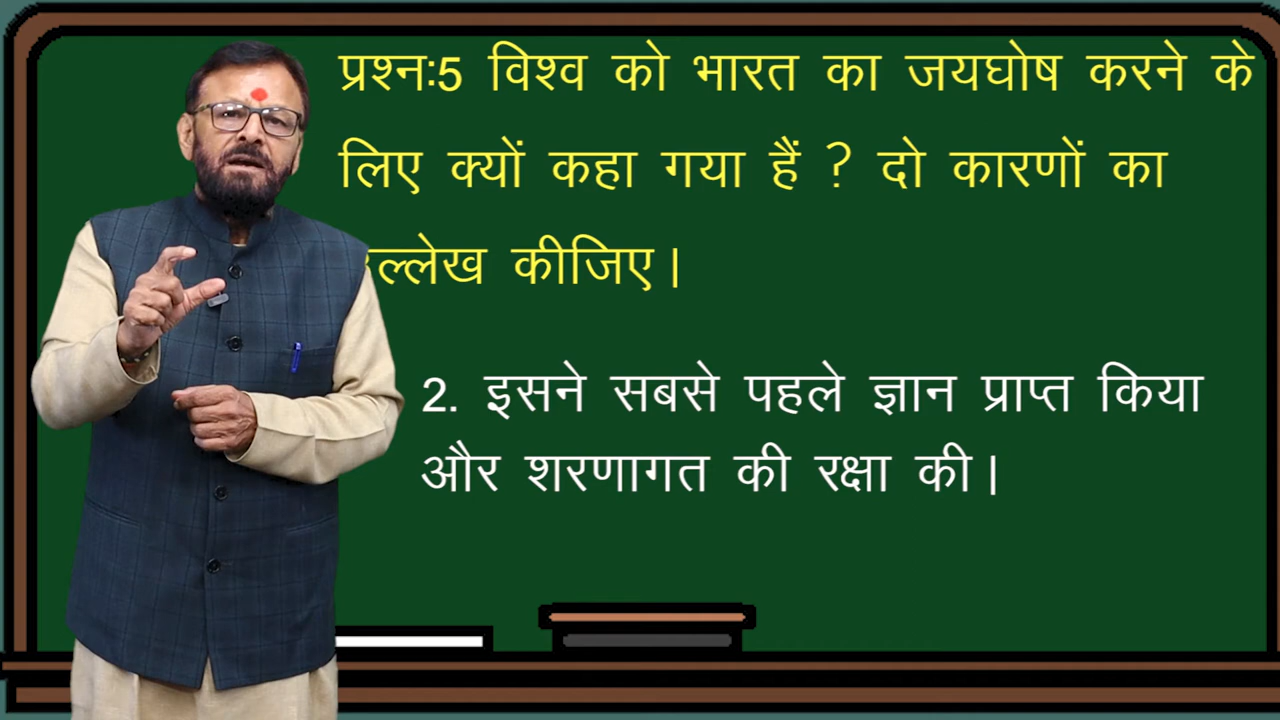 प्रश्नः5 विश्व को भारत का जयघोष करने के
लिए क्यों कहा गया हैं ? दो कारणों का
कीजिए।
2. इसने सबसे पहले ज्ञान प्राप्त किया
और शरणागत की रक्षा की।